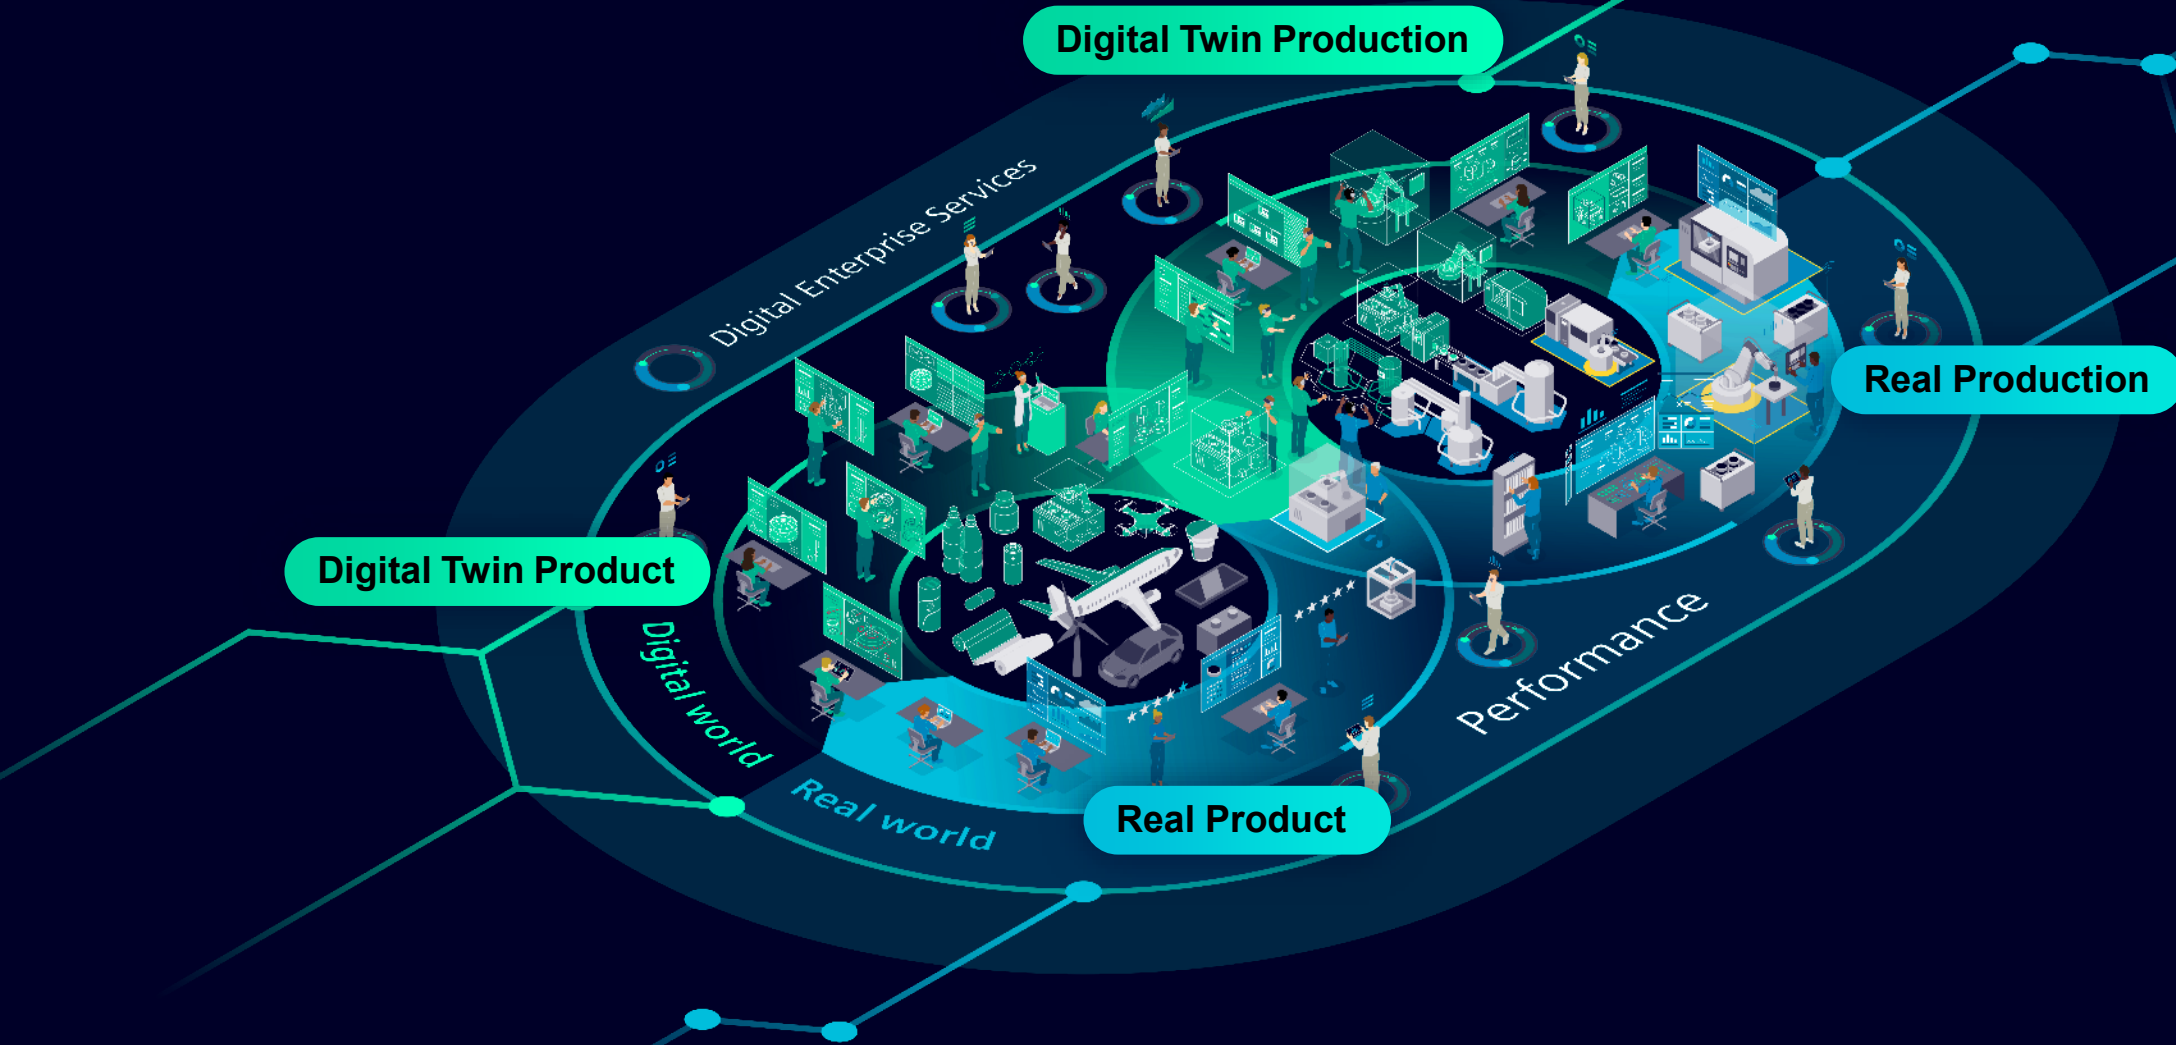 Digital Twin Production
Digital Enterprise Services
Real Production
Digital Twin Product
Digital world
Performance
Real world
Real Product